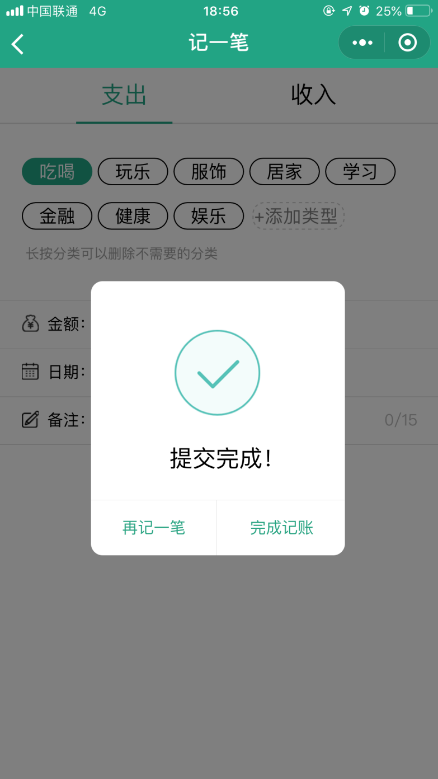 中国联通 4G 18:56 25%
记一笔
支出 收入
吃喝 玩乐 服饰 居家 学习
金融 健康 娱乐 +添加类型
长按分类可以删除不需要的分类
金额：
日期：
备注： 0/15
提交完成！
再记一笔 完成记账